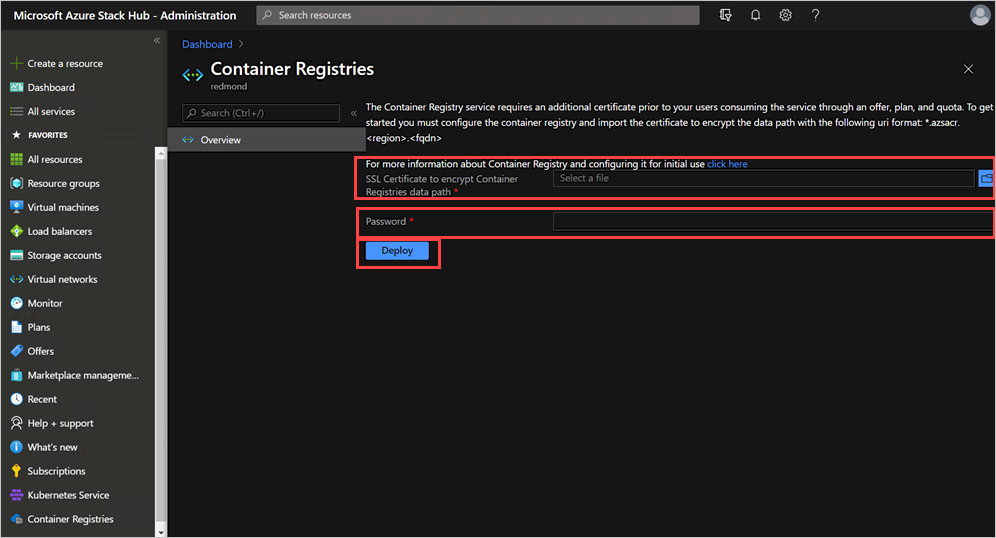 Microsoft Azure Stack Hub - Administration
Search resources
Dashboard
Container Registries
redmond
Create a resource
Dashboard
All services
FAVORITES
All resources
Resource groups
Virtual machines
Load balancers
Storage accounts
Virtual networks
Monitor
Plans
Offers
Marketplace manageme...
Recent
Help + support
What's new
Subscriptions
Kubernetes Service
Container Registries
Search (Ctrl+/)
Overview
The Container Registry service requires an additional certificate prior to your users consuming the service through an offer, plan, and quota. To get
started you must configure the container registry and import the certificate to encrypt the data path with the following uri format: *.azsacr.
<region>.<fqdn>
For more information about Container Registry and configuring it for initial use click here
SSL Certificate to encrypt Container
Registries data path *
Select a file
Password *
Deploy